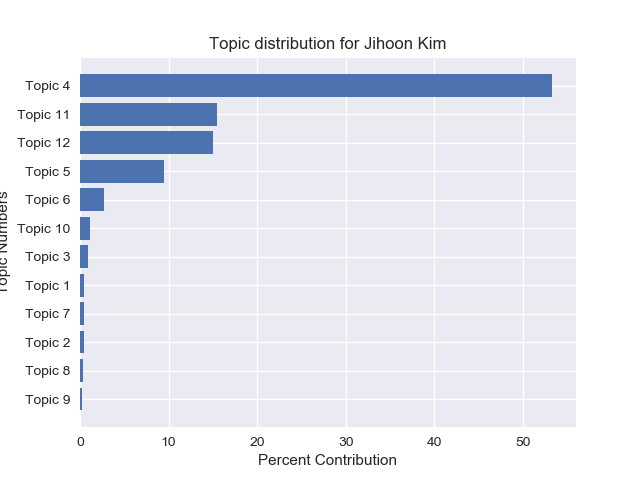 Topic distribution for Jihoon Kim
Topic Numbers
Topic 4
Topic 11
Topic 12
Topic 5
Topic 6
Topic 10
Topic 3
Topic 1
Topic 7
Topic 2
Topic 8
Topic 9
0 10 20 30 40 50
Percent Contribution